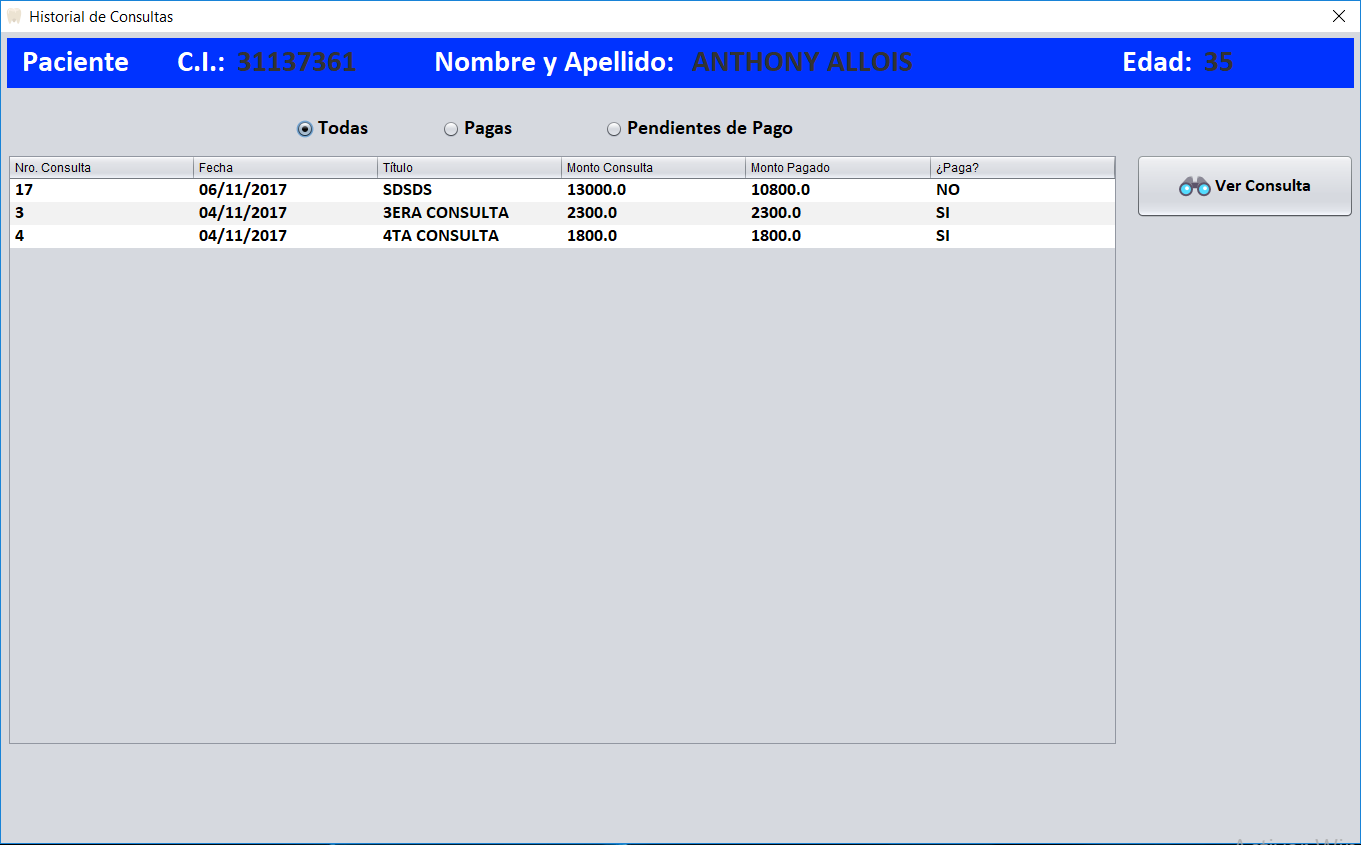 Historial de Consultas
Paciente C.I.: 31137361 Nombre y Apellido: ANTHONY ALLOIS Edad: 35
Todas Pagas Pendientes de Pago
Nro. Consulta Fecha Título Monto Consulta Monto Pagado ¿Paga?
17 06/11/2017 SDSDS 13000.0 10800.0 NO
3 04/11/2017 3ERA CONSULTA 2300.0 2300.0 SI
4 04/11/2017 4TA CONSULTA 1800.0 1800.0 SI
Ver Consulta